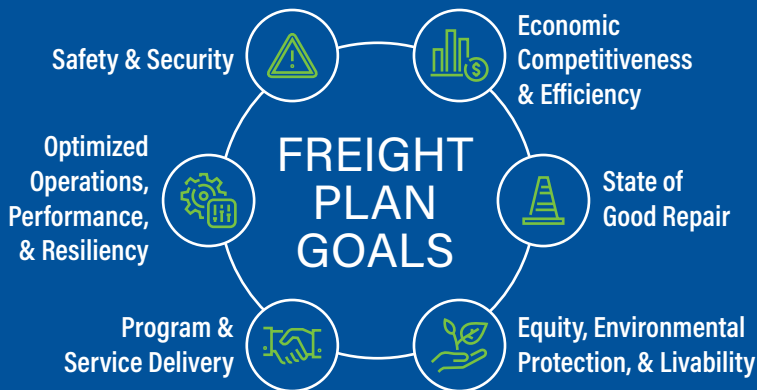 FREIGHT
PLAN
GOALS
Safety & Security
Economic
Competitiveness
& Efficiency
Optimized
Operations,
Performance,
& Resiliency
State of
Good Repair
Program &
Service Delivery
Equity, Environmental
Protection, & Livability
$